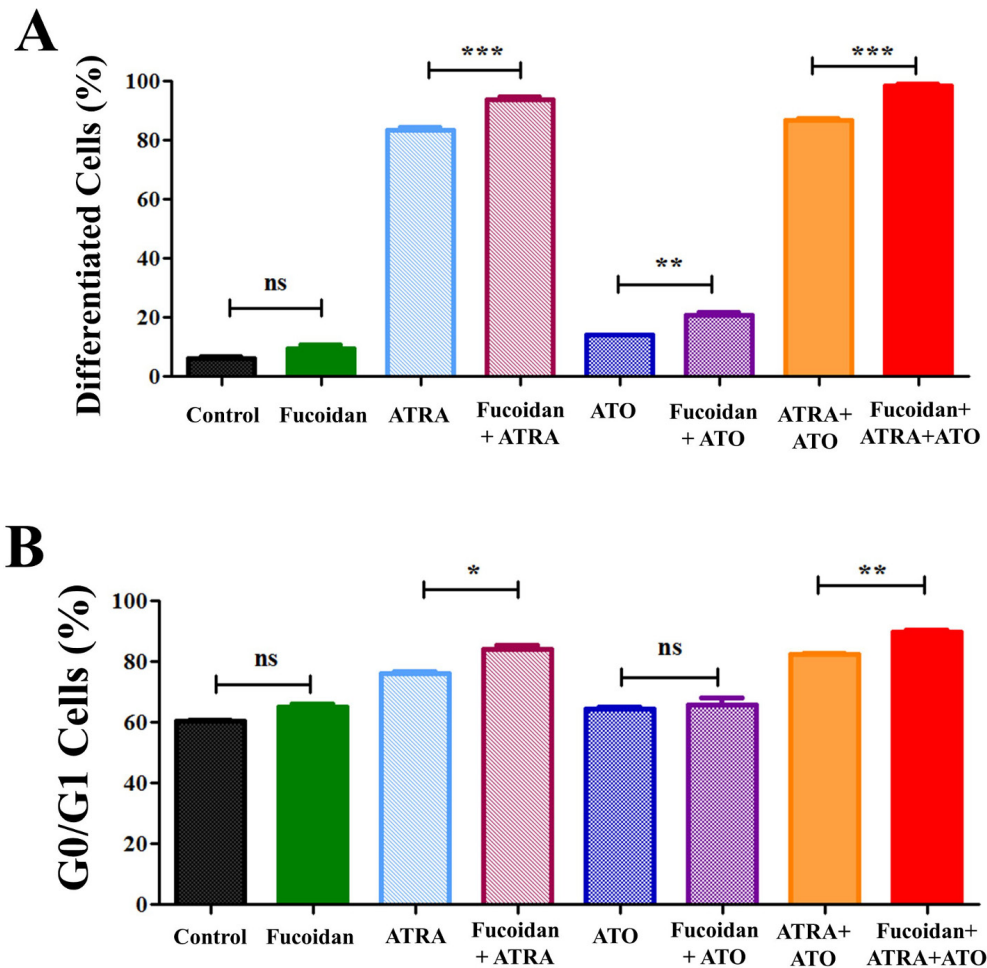 A
Differentiated Cells (%)
100
80
60
40
20
0
ns
***
**
***
Control
Fucoidan
ATRA
Fucoidan
+ ATRA
ATO
Fucoidan
+ ATO
ATRA+
ATO
Fucoidan+
ATRA+ATO
B
G0/G1 Cells (%)
100
80
60
40
20
0
ns
*
ns
**
Control
Fucoidan
ATRA
Fucoidan
+ ATRA
ATO
Fucoidan
+ ATO
ATRA+
ATO
Fucoidan+
ATRA+ATO